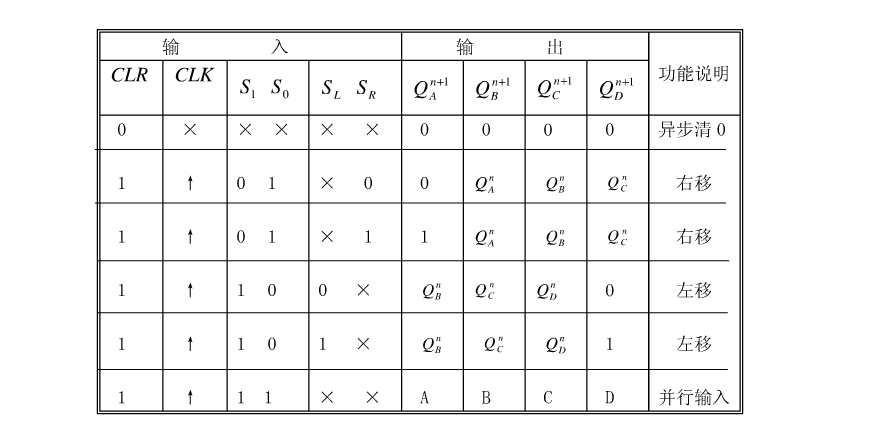 输 入 输 出 功能说明
CLR CLK S₁ S₀ S_L S_R Q_A^{n+1} Q_B^{n+1} Q_C^{n+1} Q_D^{n+1}
0 × × × × × 0 0 0 0 异步清 0
1 ↑ 0 1 × 0 0 Q_A^n Q_B^n Q_C^n 右移
1 ↑ 0 1 × 1 1 Q_A^n Q_B^n Q_C^n 右移
1 ↑ 1 0 0 × Q_B^n Q_C^n Q_D^n 0 左移
1 ↑ 1 0 1 × Q_B^n Q_C^n Q_D^n 1 左移
1 ↑ 1 1 × × A B C D 并行输入